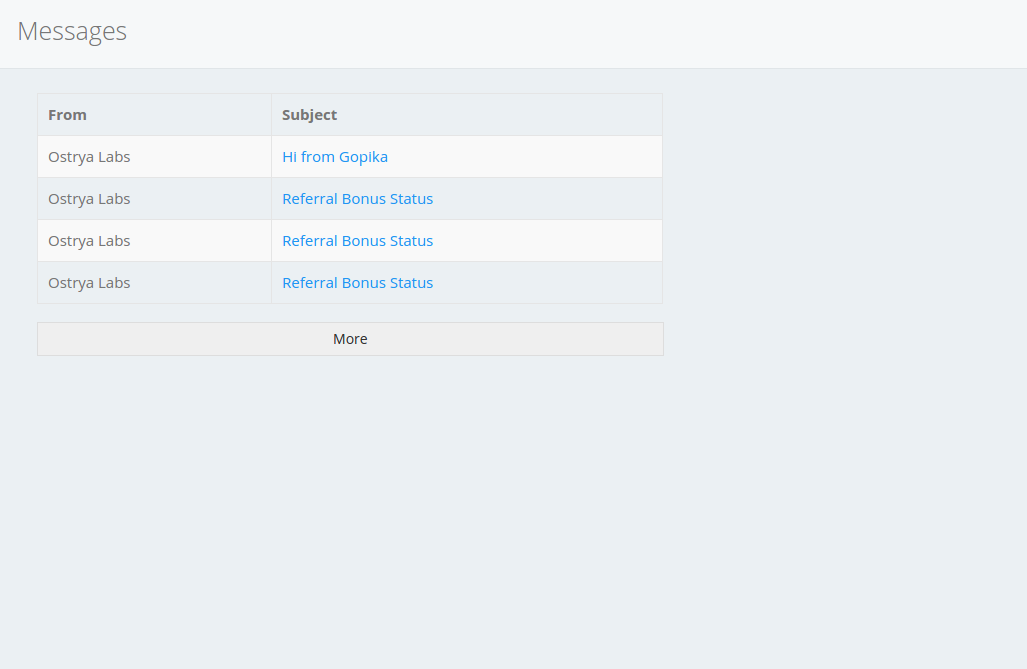 Messages
From Subject
Ostrya Labs Hi from Gopika
Ostrya Labs Referral Bonus Status
Ostrya Labs Referral Bonus Status
Ostrya Labs Referral Bonus Status
More